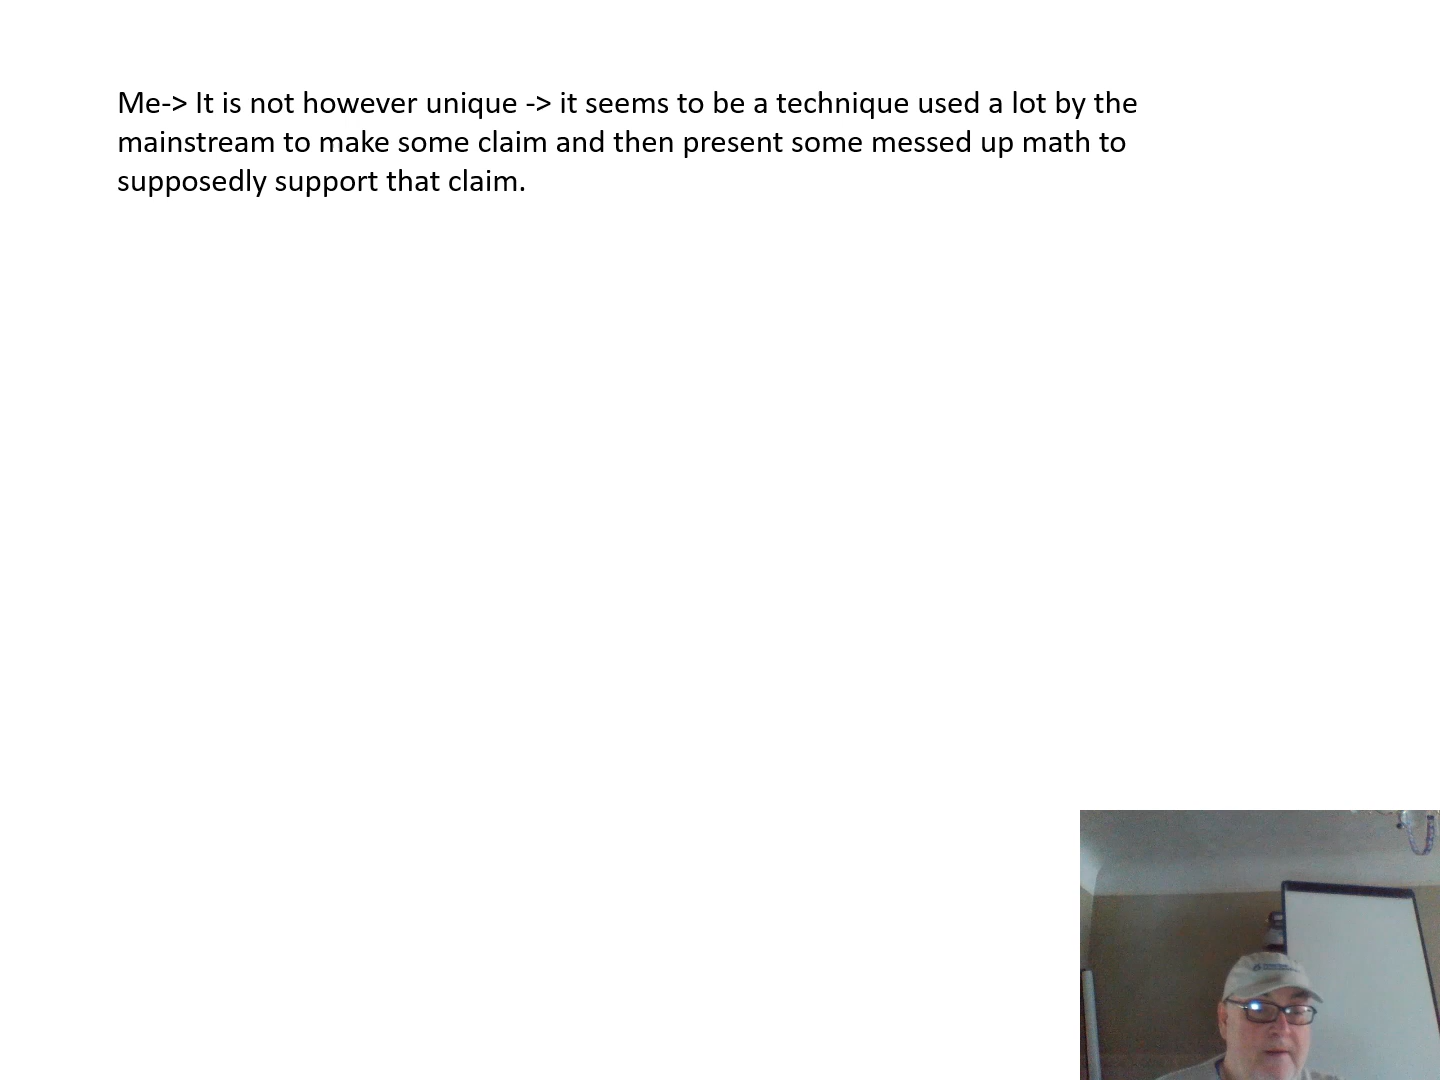 Me-> It is not however unique -> it seems to be a technique used a lot by the
mainstream to make some claim and then present some messed up math to
supposedly support that claim.